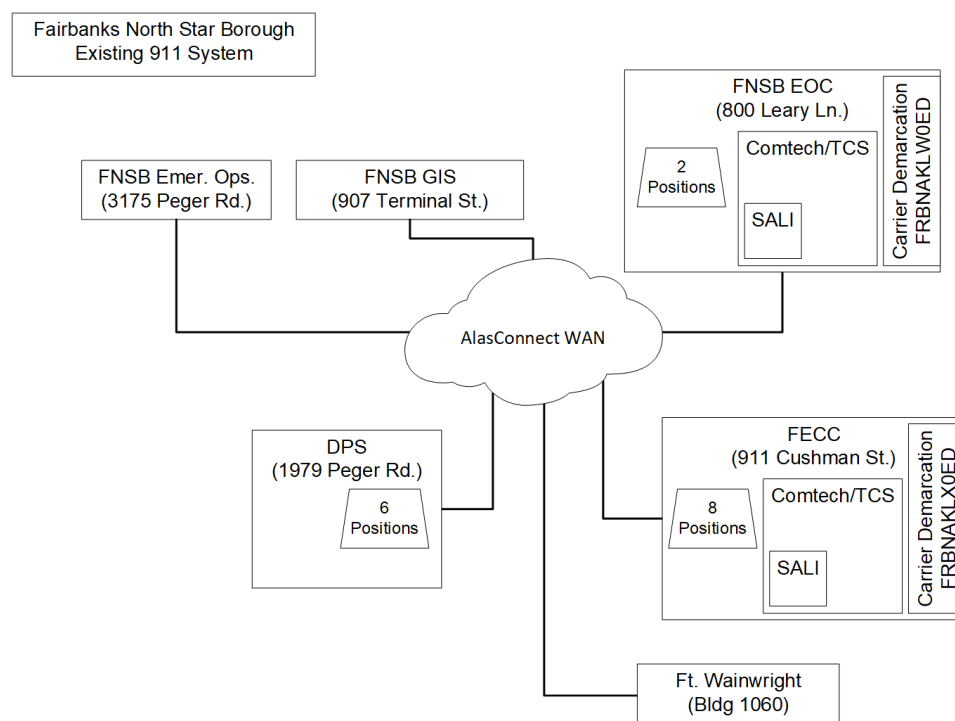 Fairbanks North Star Borough
Existing 911 System
FNSB EOC
(800 Leary Ln.)
2
Positions
Comtech/TCS
SALI
Carrier Demarcation
FRBNAKLW0ED
FNSB Emer. Ops.
(3175 Peger Rd.)
FNSB GIS
(907 Terminal St.)
AlasConnect WAN
DPS
(1979 Peger Rd.)
6
Positions
FECC
(911 Cushman St.)
8
Positions
Comtech/TCS
SALI
Carrier Demarcation
FRBNAKLX0ED
Ft. Wainwright
(Bldg 1060)